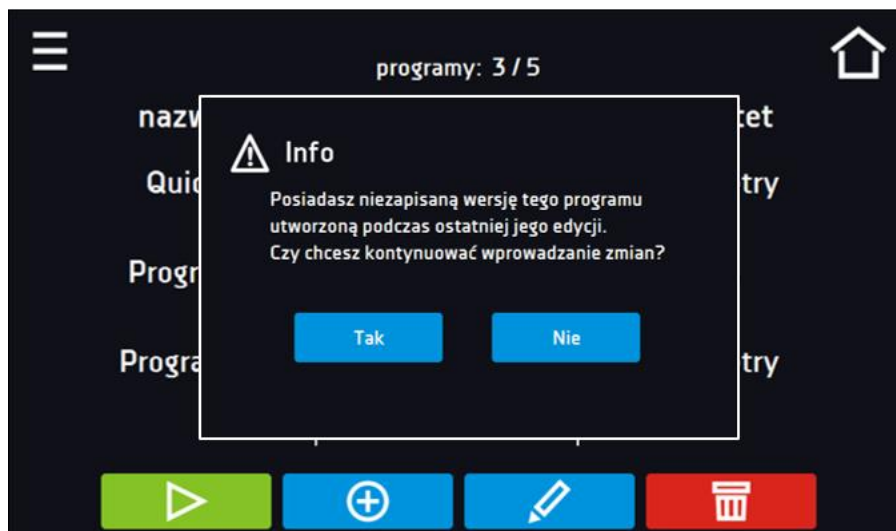 programy: 3 / 5
Info
Posiadasz niezapisaną wersję tego programu
utworzoną podczas ostatniej jego edycji.
Czy chcesz kontynuować wprowadzanie zmian?
Tak
Nie